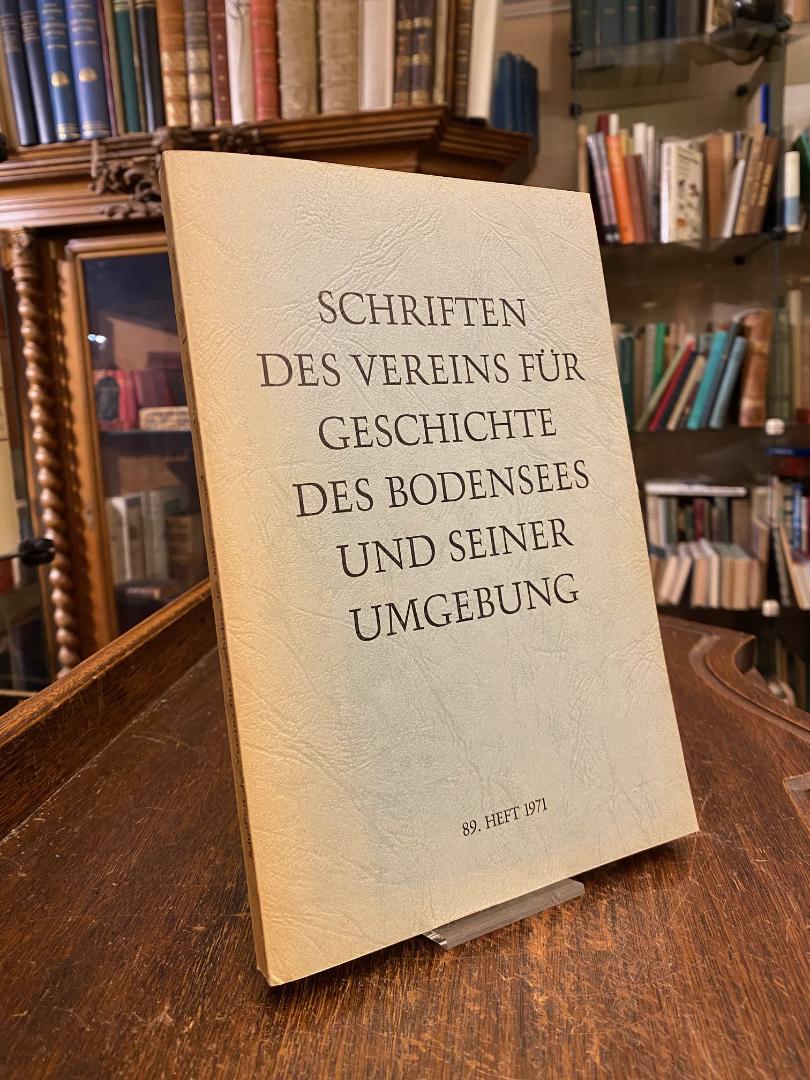 SCHRIFTEN
DES VEREINS FÜR
GESCHICHTE
DES BODENSEES
UND SEINER
UMGEBUNG
89. HEFT 1971